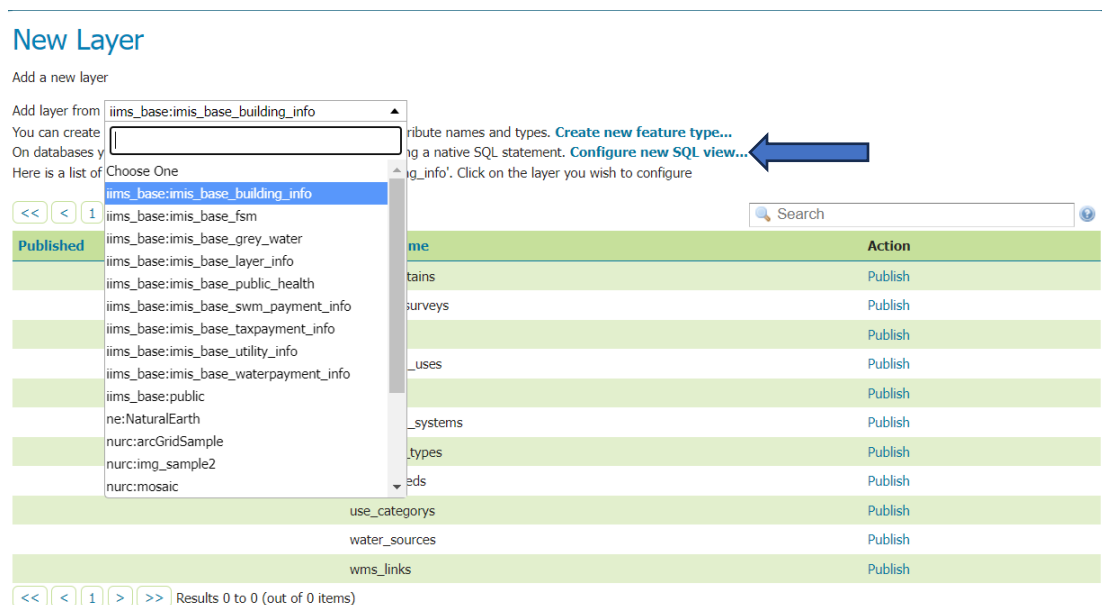 New Layer
Add a new layer
Add layer from iims_base:imis_base_building_info
You can create ribute names and types. Create new feature type...
On databases y ng a native SQL statement. Configure new SQL view...
Here is a list of g_info'. Click on the layer you wish to configure
Choose One
iims_base:imis_base_building_info
iims_base:imis_base_fsm
iims_base:imis_base_grey_water
iims_base:imis_base_layer_info
iims_base:imis_base_public_health
iims_base:imis_base_swm_payment_info
iims_base:imis_base_taxpayment_info
iims_base:imis_base_utility_info
iims_base:imis_base_waterpayment_info
iims_base:public
ne:NaturalEarth
nurc:arcGridSample
nurc:img_sample2
nurc:mosaic
<< < 1 Search
Published me Action
tains Publish
surveys Publish
Publish
_uses Publish
Publish
_systems Publish
_types Publish
eds Publish
use_categorys Publish
water_sources Publish
wms_links Publish
<< < 1 > >> Results 0 to 0 (out of 0 items)